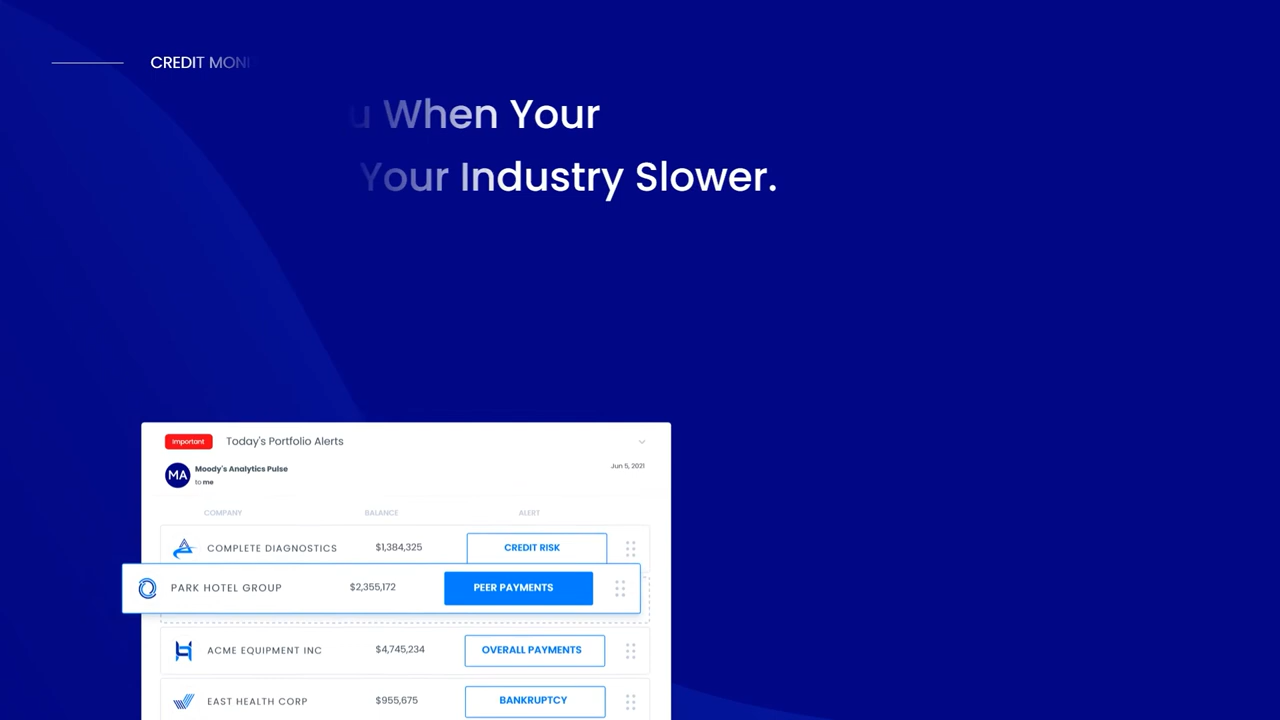 CREDIT MONI
u When Your
Your Industry Slower.
Important Today's Portfolio Alerts
MA Moody's Analytics Pulse Jun 5, 2021
to me
COMPANY BALANCE ALERT
COMPLETE DIAGNOSTICS $1,384,325 CREDIT RISK
PARK HOTEL GROUP $2,355,172 PEER PAYMENTS
ACME EQUIPMENT INC $4,745,234 OVERALL PAYMENTS
EAST HEALTH CORP $955,675 BANKRUPTCY